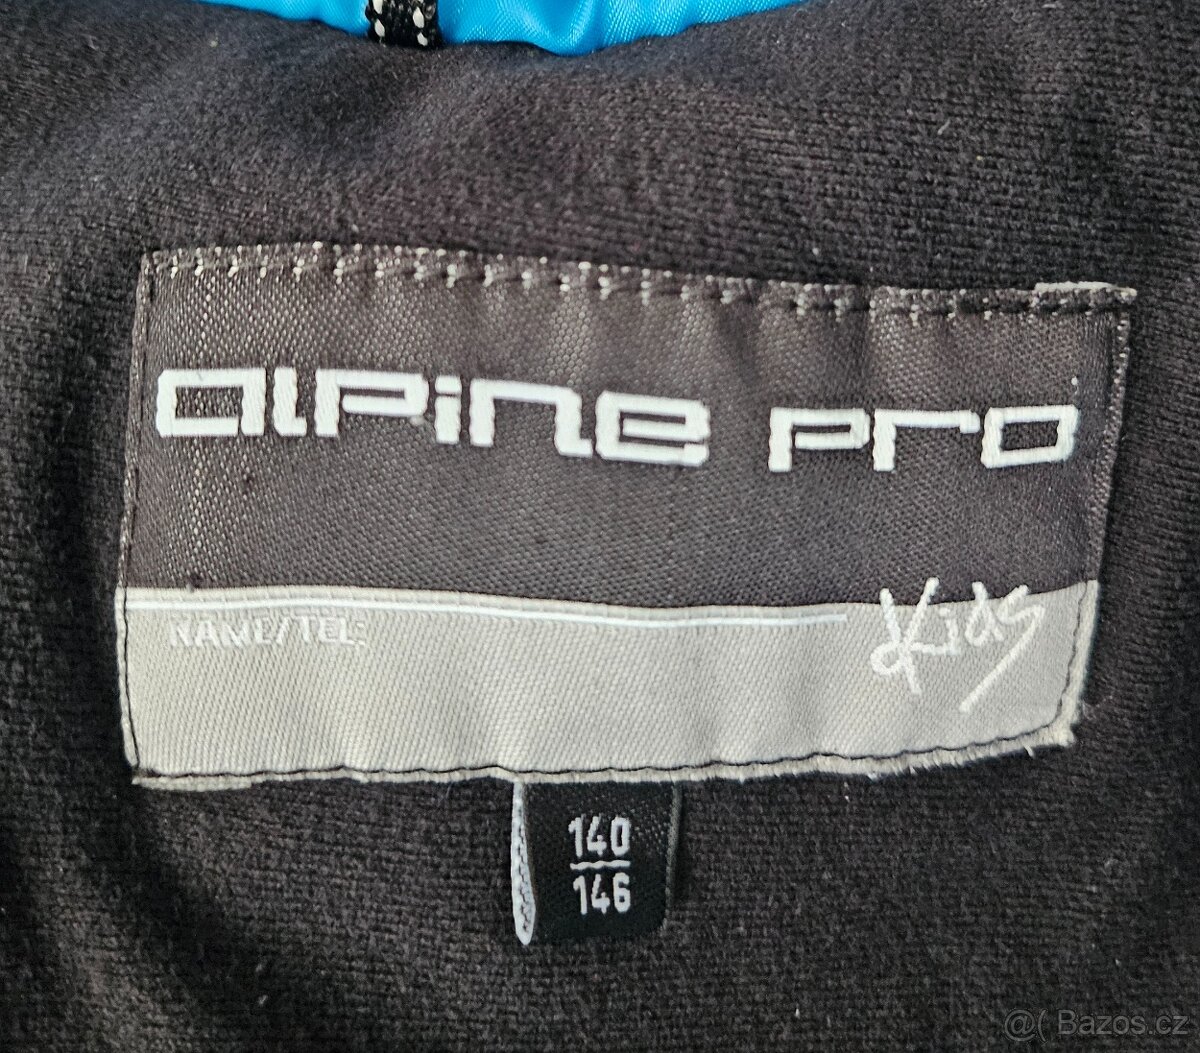 alpine pro
NAME/TEL:
Kids
140
146
@( Bazos.cz